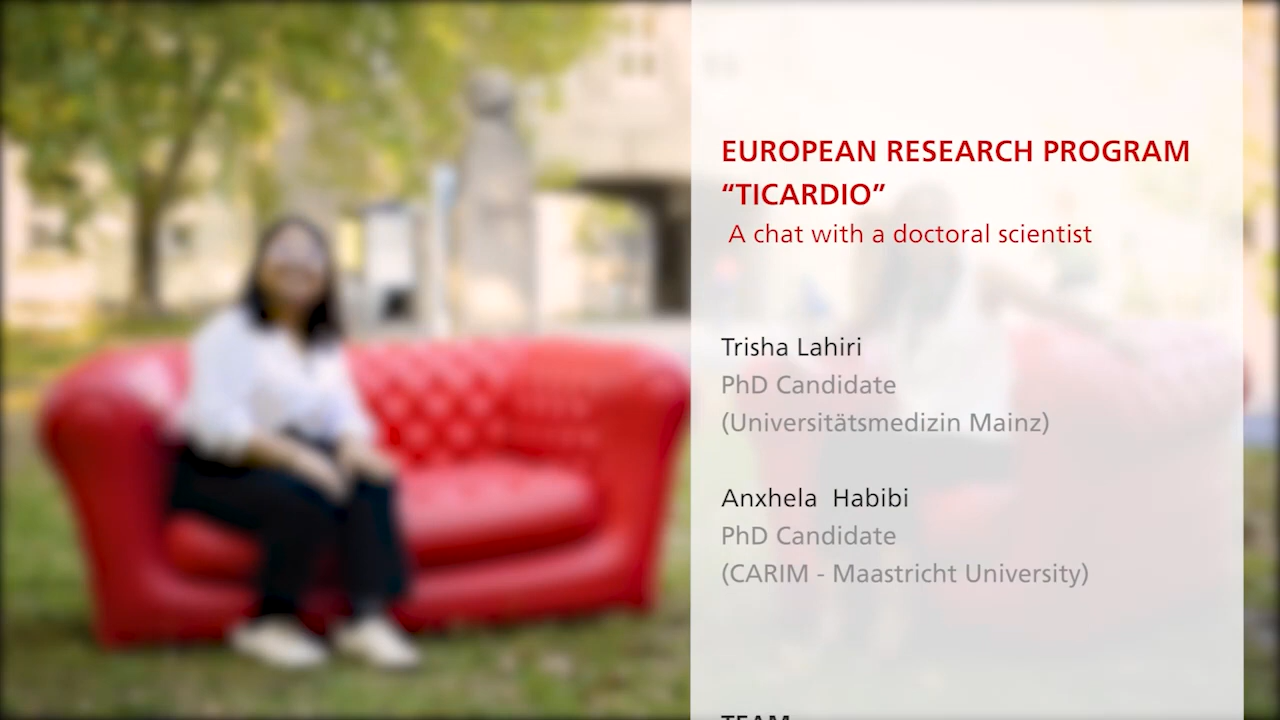 EUROPEAN RESEARCH PROGRAM
“TICARDIO”
A chat with a doctoral scientist
Trisha Lahiri
PhD Candidate
(Universitätsmedizin Mainz)
Anxhela Habibi
PhD Candidate
(CARIM - Maastricht University)
TEAM